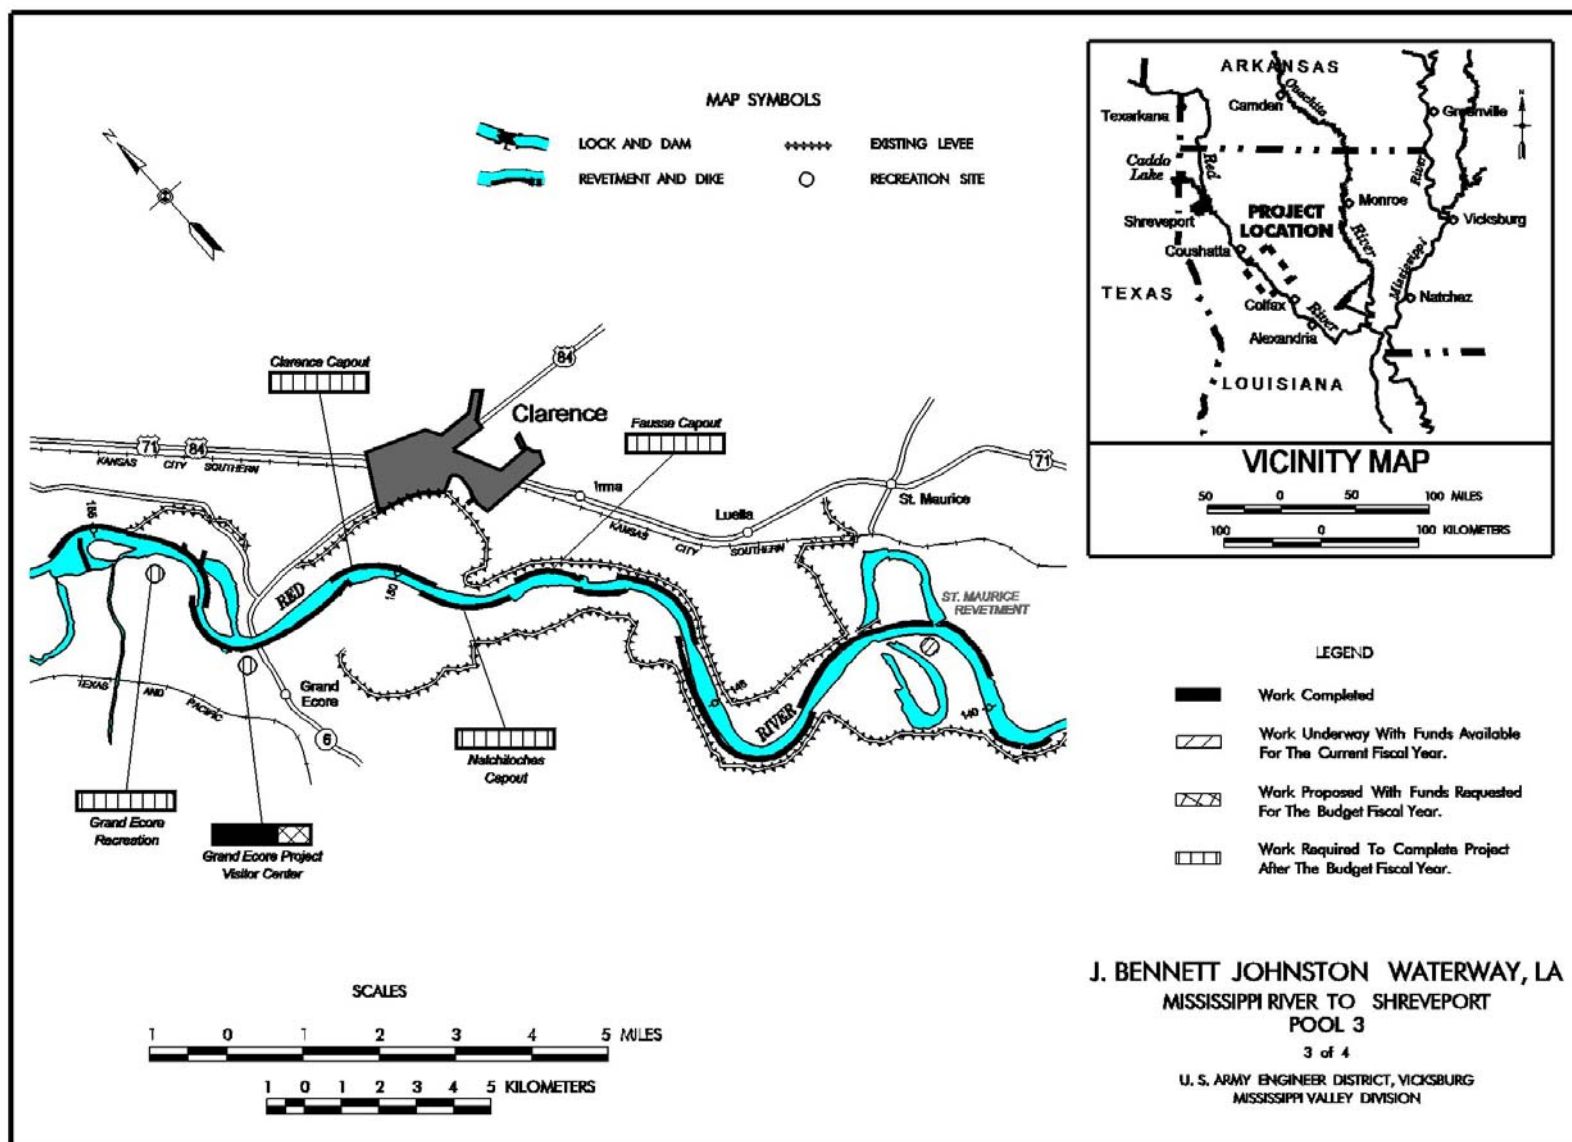 MAP SYMBOLS
LOCK AND DAM
EXISTING LEVEE
REVETMENT AND DIKE
RECREATION SITE
N
ARKANSAS
Ouachita
Texarkana
Camden
Greenville
N
Caddo
Lake
Red
River
Monroe
Shreveport
PROJECT
LOCATION
Vicksburg
Coushatta
River
Mississippi
TEXAS
Natchez
Colfax
River
Alexandria
LOUISIANA
VICINITY MAP
50 0 50 100 MILES
100 0 100 KILOMETERS
Clarence Capout
84
Clarence
Fausse Capout
71 84
KANSAS CITY SOUTHERN
71
Irma
St. Maurice
Luella
KANSAS CITY SOUTHERN
155
RED
150
ST. MAURICE
REVETMENT
TEXAS AND PACIFIC
Grand
Ecore
6
145
RIVER
140
Natchitoches
Capout
Grand Ecore
Recreation
Grand Ecore Project
Visitor Center
LEGEND
Work Completed
Work Underway With Funds Available
For The Current Fiscal Year.
Work Proposed With Funds Requested
For The Budget Fiscal Year.
Work Required To Complete Project
After The Budget Fiscal Year.
SCALES
1 0 1 2 3 4 5 MILES
1 0 1 2 3 4 5 KILOMETERS
J. BENNETT JOHNSTON WATERWAY, LA
MISSISSIPPI RIVER TO SHREVEPORT
POOL 3
3 of 4
U. S. ARMY ENGINEER DISTRICT, VICKSBURG
MISSISSIPPI VALLEY DIVISION